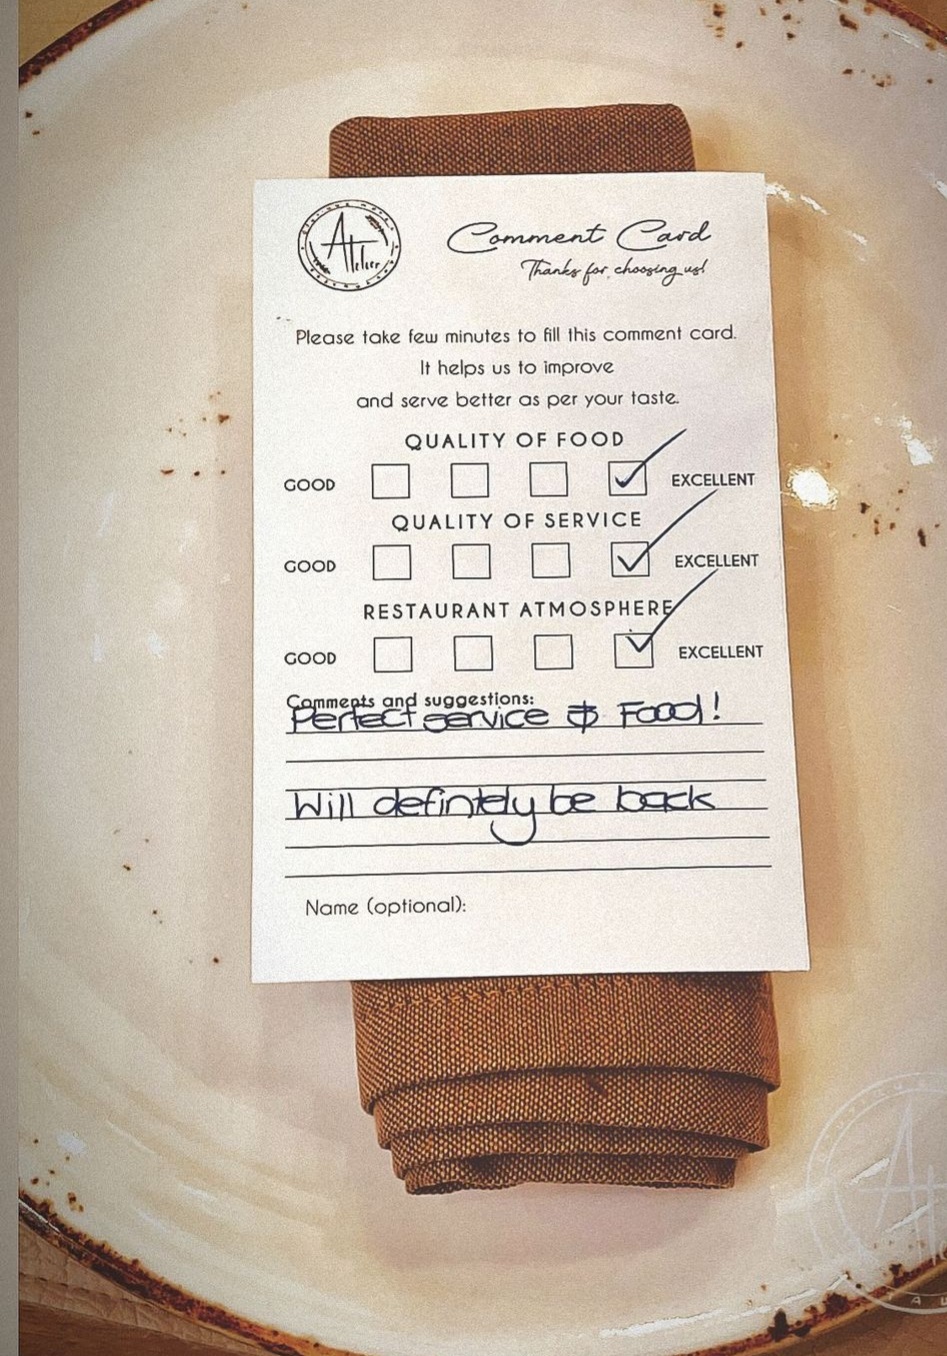 Atelier
Comment Card
Thanks for choosing us!
Please take few minutes to fill this comment card.
It helps us to improve
and serve better as per your taste.
QUALITY OF FOOD
GOOD EXCELLENT
QUALITY OF SERVICE
GOOD EXCELLENT
RESTAURANT ATMOSPHERE
GOOD EXCELLENT
Comments and suggestions:
Perfect service & Food!
Will defintely be back
Name (optional):